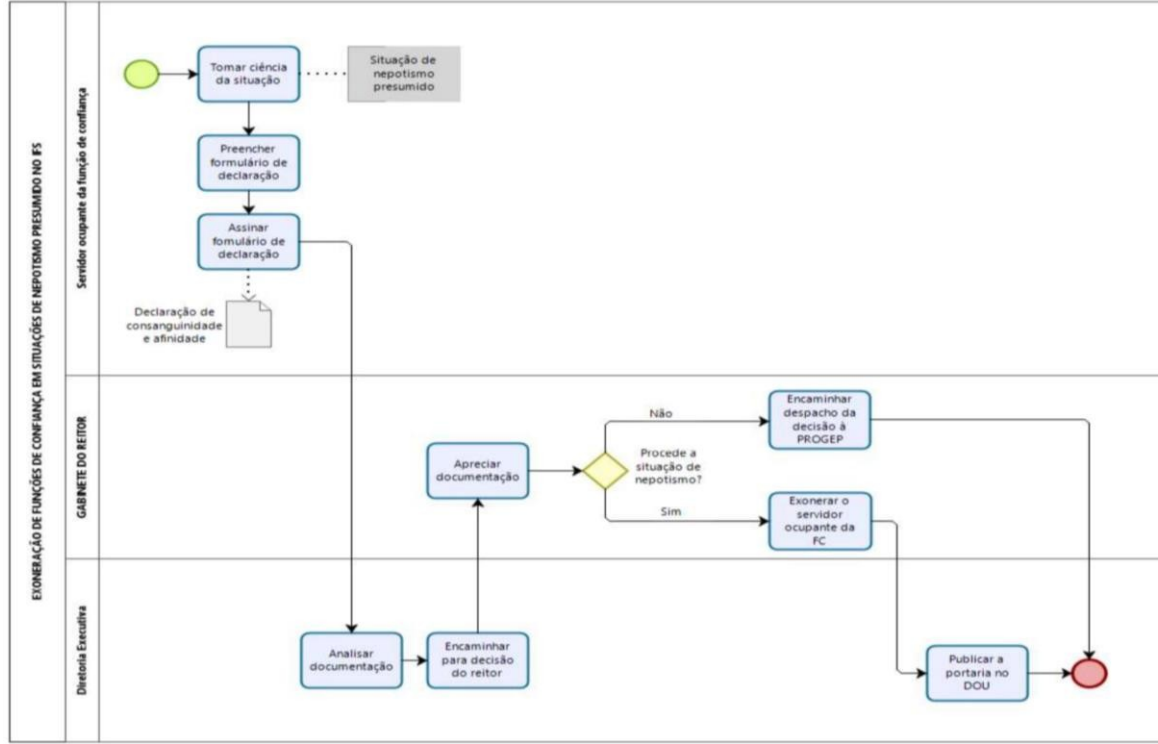 EXONERAÇÃO DE FUNÇÕES DE CONFIANÇA EM SITUAÇÕES DE NEPOTISMO PRESUMIDO NO IFS
Servidor ocupante da função de confiança
Tomar ciência
da situação
Situação de
nepotismo
presumido
Preencher
formulário de
declaração
Assinar
fomulário de
declaração
Declaração de
consanguinidade
e afinidade
GABINETE DO REITOR
Apreciar
documentação
Procede a
situação de
nepotismo?
Não
Encaminhar
despacho da
decisão à
PROGEP
Sim
Exonerar o
servidor
ocupante da
FC
Diretoria Executiva
Analisar
documentação
Encaminhar
para decisão
do reitor
Publicar a
portaria no
DOU